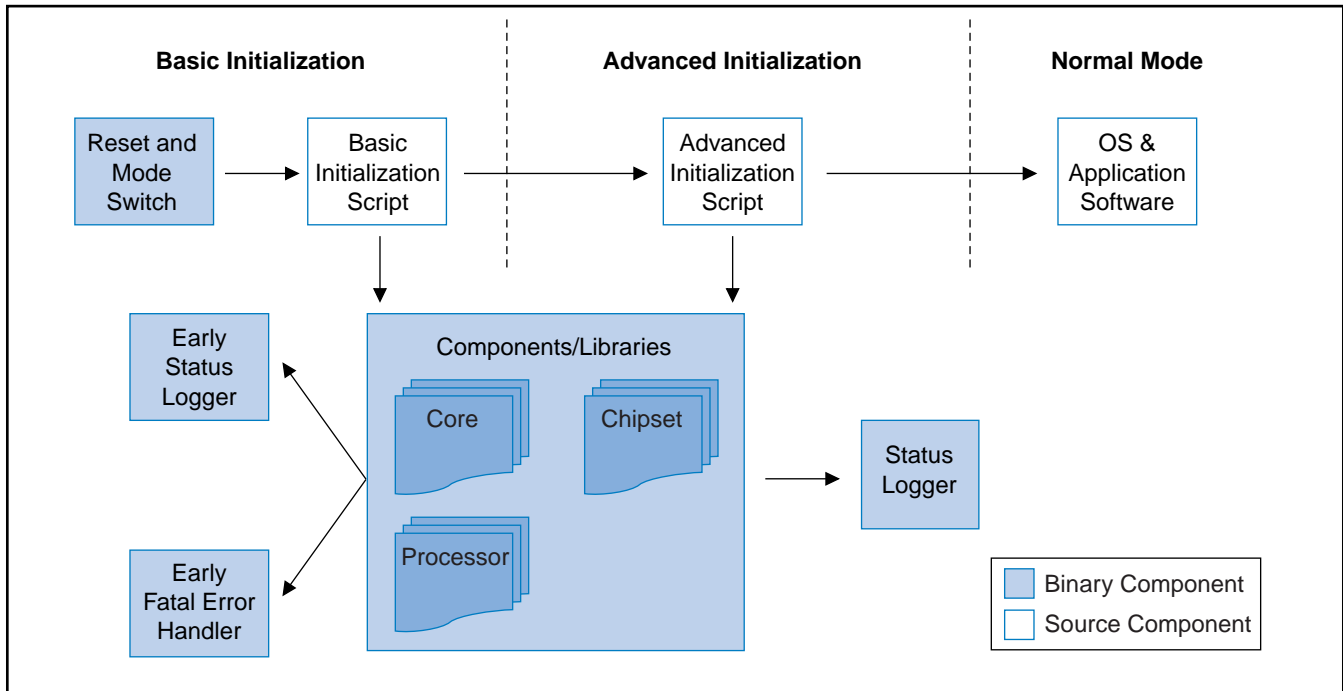 Basic Initialization
Advanced Initialization
Normal Mode
Reset and
Mode
Switch
Basic
Initialization
Script
Advanced
Initialization
Script
OS &
Application
Software
Early
Status
Logger
Components/Libraries
Core
Chipset
Processor
Status
Logger
Early
Fatal Error
Handler
Binary Component
Source Component